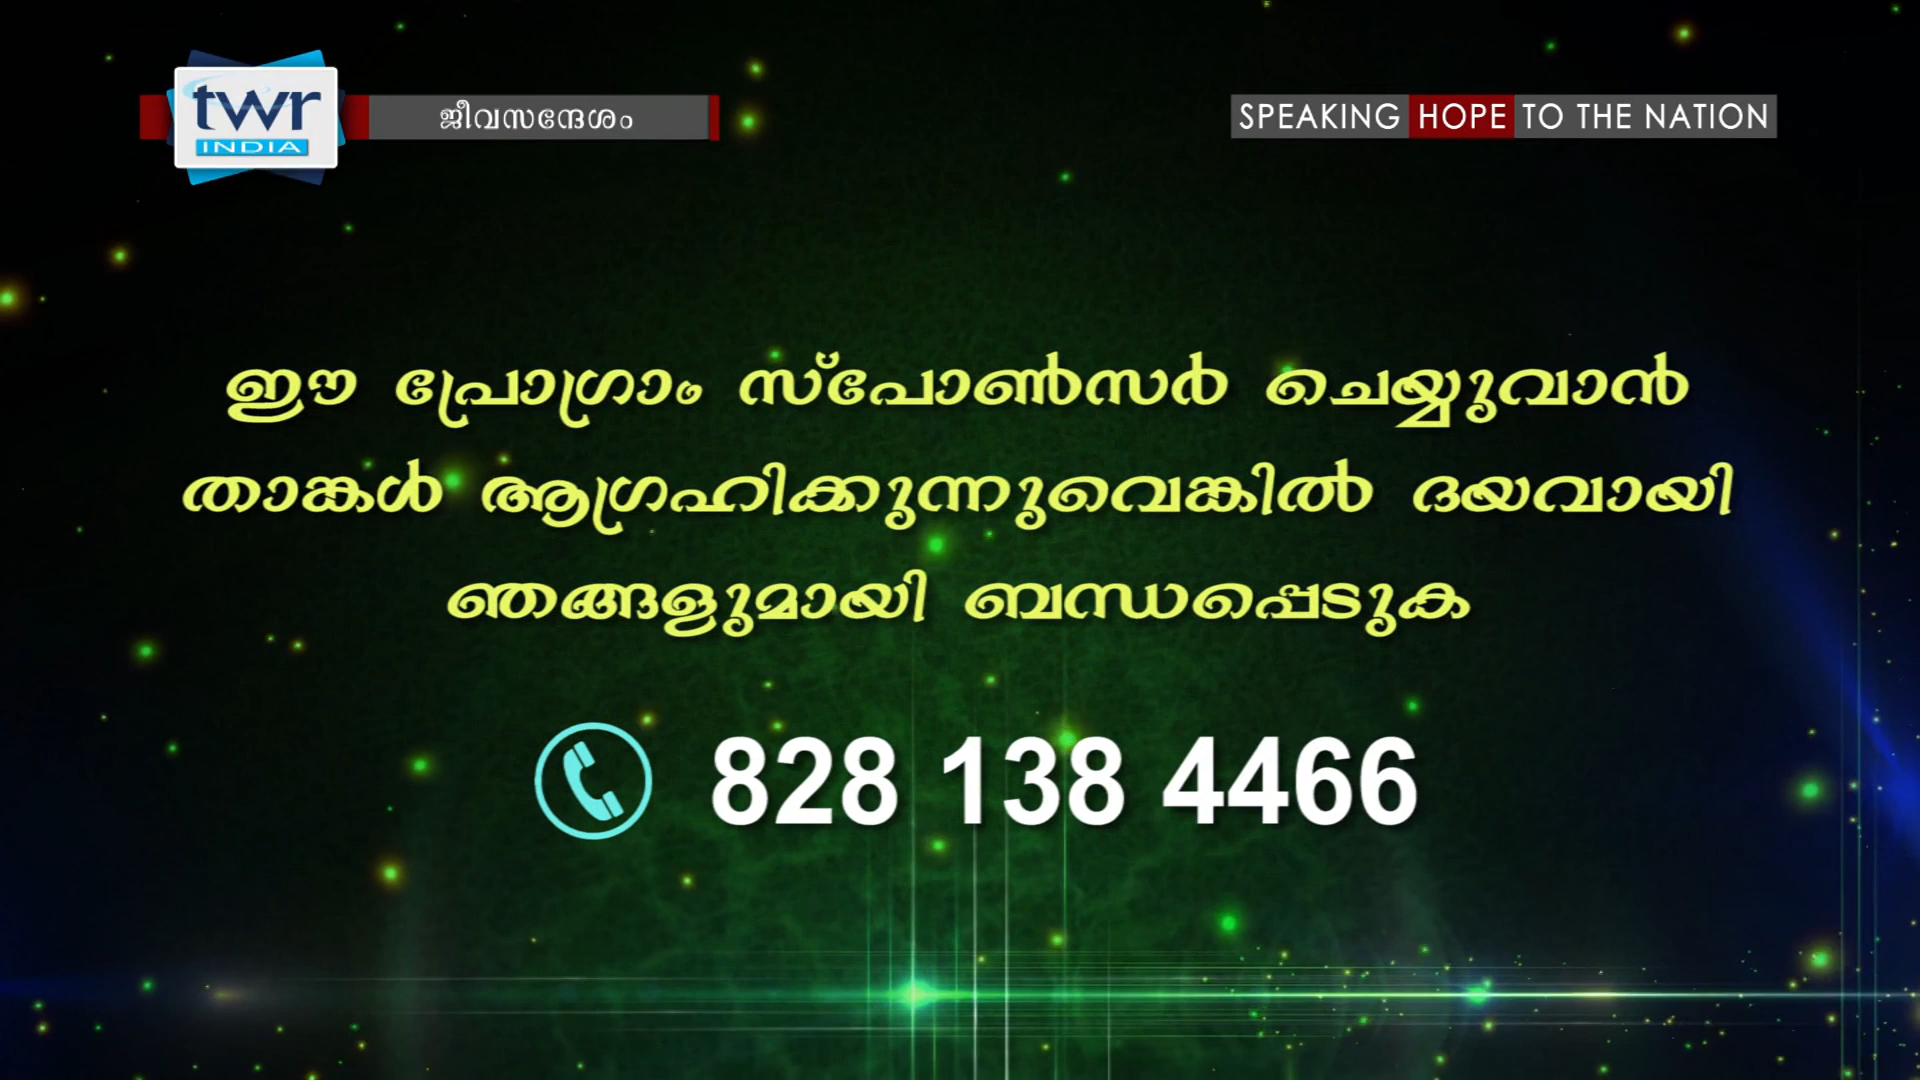 twr
INDIA
ജീവസന്ദേശം
SPEAKING HOPE TO THE NATION
ഈ പ്രോഗ്രാം സ്പോൺസർ ചെയ്യുവാൻ
താങ്കൾ ആഗ്രഹിക്കുന്നുവെങ്കിൽ ദയവായി
ഞങ്ങളുമായി ബന്ധപ്പെടുക
828 138 4466